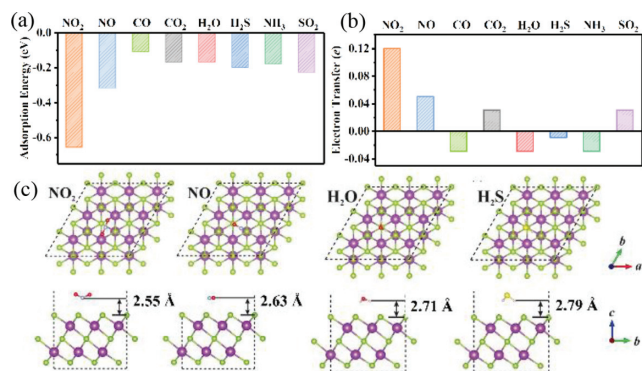 (a)
NO2 NO CO CO2 H2O H2S NH3 SO2
0.0
-0.2
-0.4
-0.6
Adsorption Energy (eV)
(b)
NO2 NO CO CO2 H2O H2S NH3 SO2
0.12
0.08
0.04
0.00
-0.04
Electron Transfer (e)
(c)
NO2 NO H2O H2S
b
a
2.55 Å 2.63 Å 2.71 Å 2.79 Å
c
b